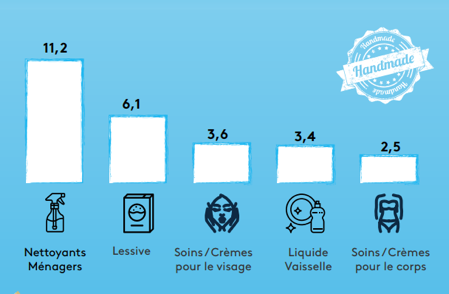 11,2
6,1
3,6
3,4
2,5
Handmade
Handmade
Handmade
Nettoyants
Ménagers
Lessive
Soins/Crèmes
pour le visage
Liquide
Vaisselle
Soins/Crèmes
pour le corps